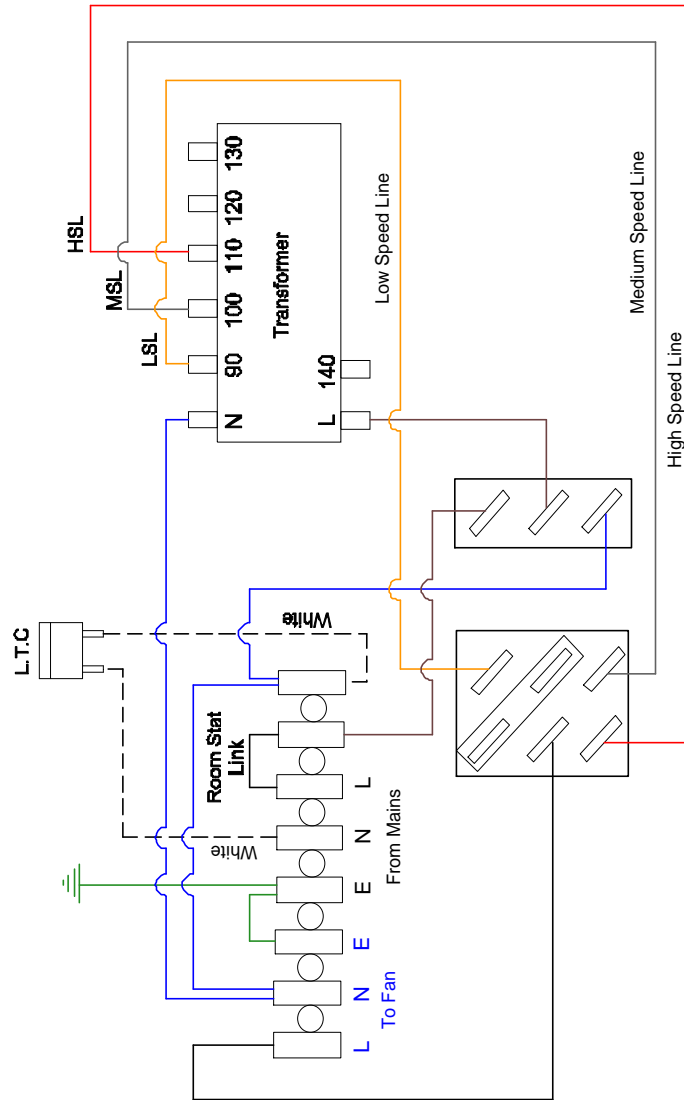 L.T.C
White
White
Room Stat
Link
L
N
E
From Mains
E
N
L
To Fan
HSL
MSL
LSL
N
90
100
110
120
130
Transformer
L
140
Low Speed Line
Medium Speed Line
High Speed Line